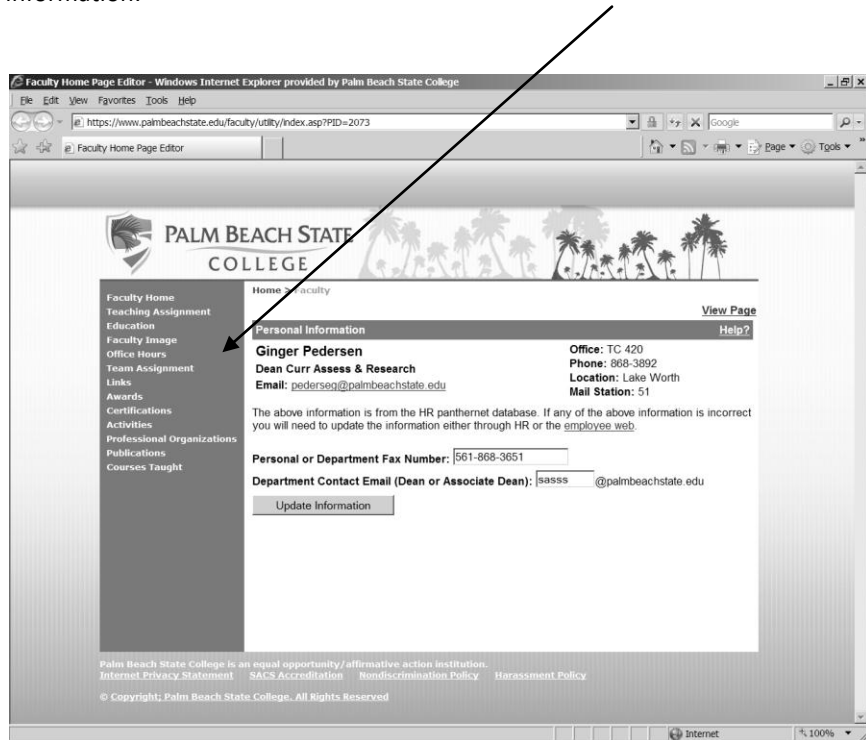 information.
Faculty Home Page Editor - Windows Internet Explorer provided by Palm Beach State College
File Edit View Favorites Tools Help
https://www.palmbeachstate.edu/faculty/utility/index.asp?PID=2073
Google
Faculty Home Page Editor
Page Tools
PALM BEACH STATE
COLLEGE
Home > Faculty
View Page
Faculty Home
Teaching Assignment
Education
Faculty Image
Office Hours
Team Assignment
Links
Awards
Certifications
Activities
Professional Organizations
Publications
Courses Taught
Personal Information Help?
Ginger Pedersen
Dean Curr Assess & Research
Email: pederseg@palmbeachstate.edu
Office: TC 420
Phone: 868-3892
Location: Lake Worth
Mail Station: 51
The above information is from the HR panthernet database. If any of the above information is incorrect
you will need to update the information either through HR or the employee web.
Personal or Department Fax Number: 561-868-3651
Department Contact Email (Dean or Associate Dean): sasss @palmbeachstate.edu
Update Information
Palm Beach State College is an equal opportunity/affirmative action institution.
Internet Privacy Statement SACS Accreditation Nondiscrimination Policy Harassment Policy
© Copyright; Palm Beach State College. All Rights Reserved
Internet 100%